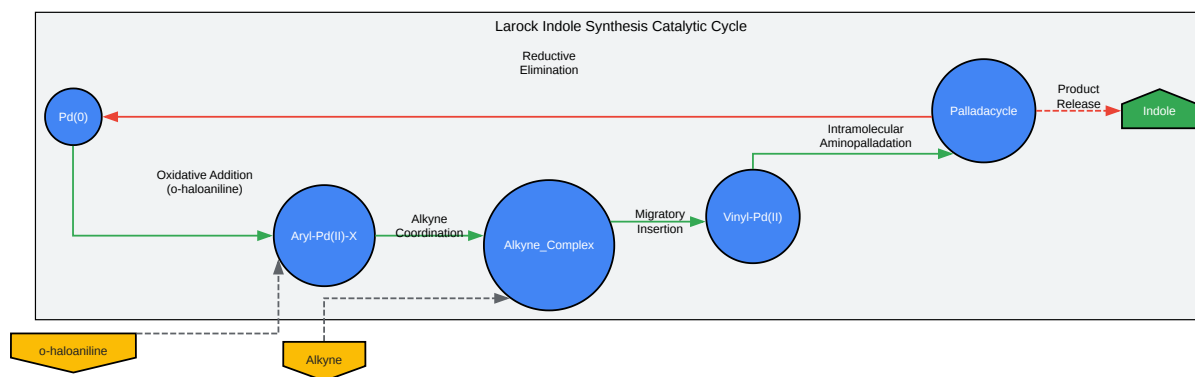 Larock Indole Synthesis Catalytic Cycle
Reductive
Elimination
Pd(0)
Palladacycle
Product
Release
Indole
Intramolecular
Aminopalladation
Oxidative Addition
(o-haloaniline)
Aryl-Pd(II)-X
Alkyne
Coordination
Alkyne_Complex
Migratory
Insertion
Vinyl-Pd(II)
o-haloaniline
Alkyne